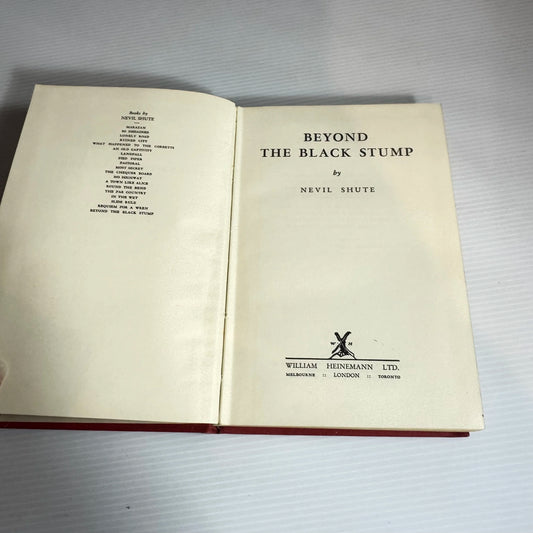 Books by
NEVIL SHUTE
MARAZAN
SO DISDAINED
LONELY ROAD
RUINED CITY
WHAT HAPPENED TO THE CORBETTS
AN OLD CAPTIVITY
LANDFALL
PIED PIPER
PASTORAL
MOST SECRET
THE CHEQUER BOARD
NO HIGHWAY
A TOWN LIKE ALICE
ROUND THE BEND
THE FAR COUNTRY
IN THE WET
SLIDE RULE
REQUIEM FOR A WREN
BEYOND THE BLACK STUMP
BEYOND
THE BLACK STUMP
by
NEVIL SHUTE
W H
WILLIAM HEINEMANN LTD.
MELBOURNE :: LONDON :: TORONTO